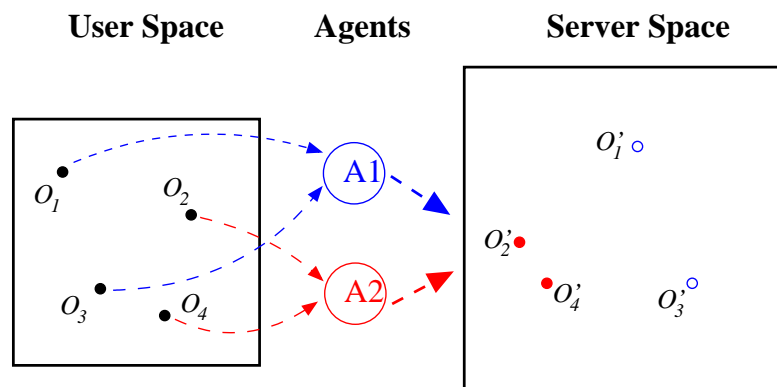 User Space Agents Server Space
O1
O2
O3
O4
A1
A2
O'1
O'2
O'4
O'3